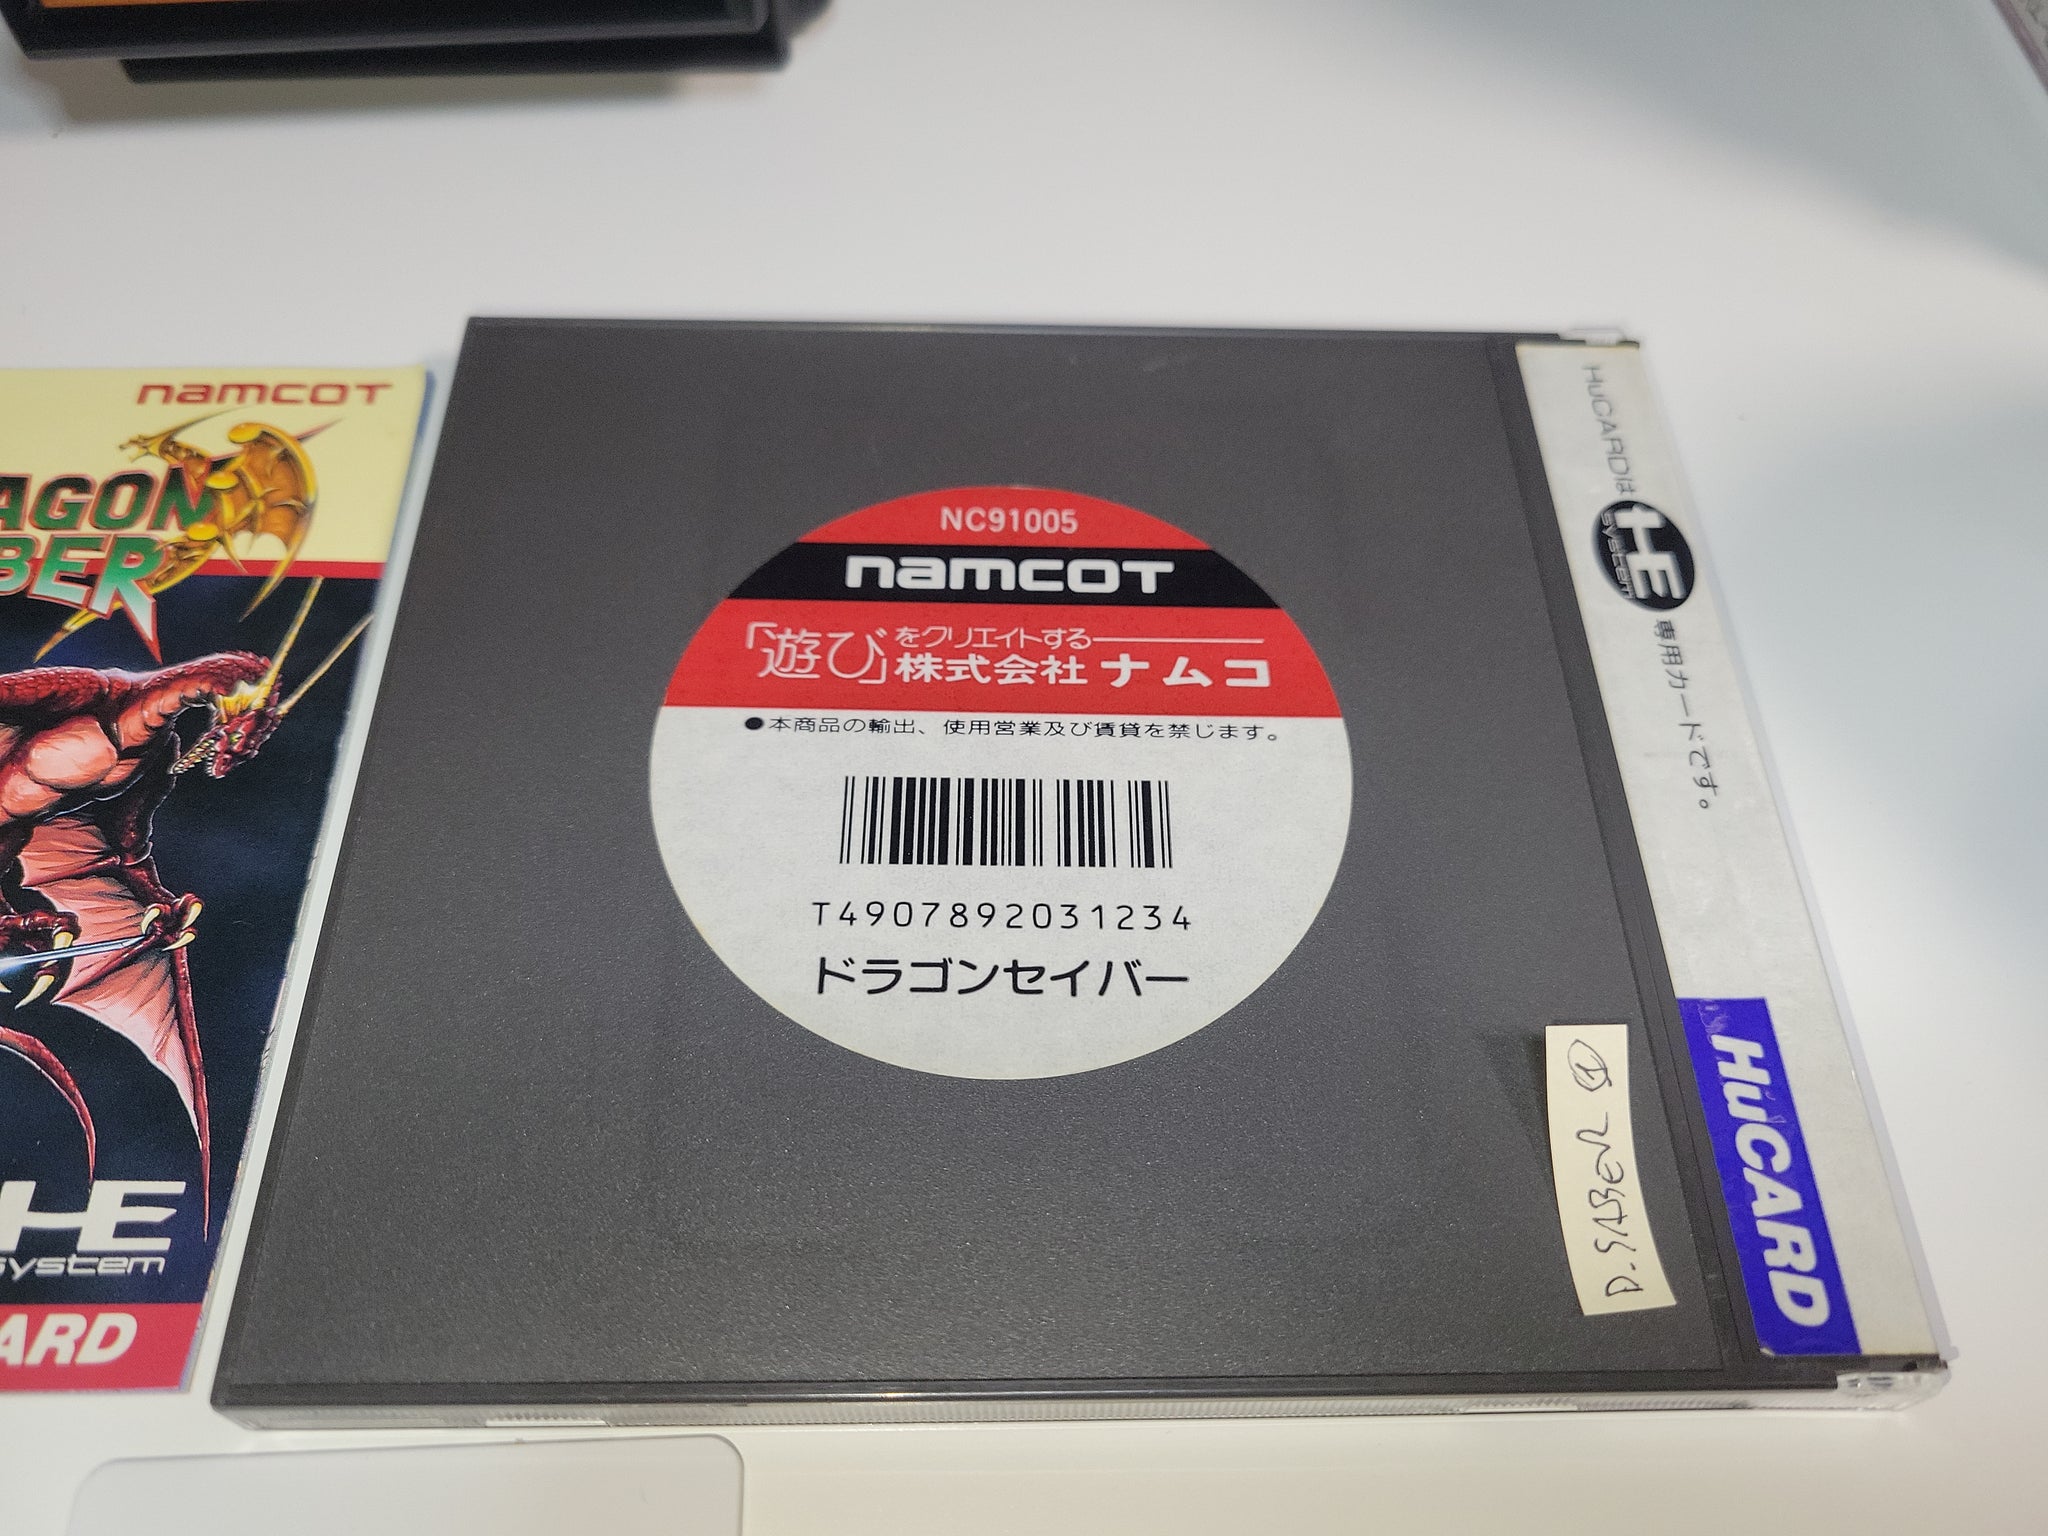 namcoT
AGON
BER
HE
system
ARD
NC91005
namcoT
「遊び」をクリエイトする
株式会社ナムコ
●本商品の輸出、使用営業及び賃貸を禁じます。
T4907892031234
ドラゴンセイバー
D-SABER ①
HuCARDは HE system 専用カードです。
HuCARD